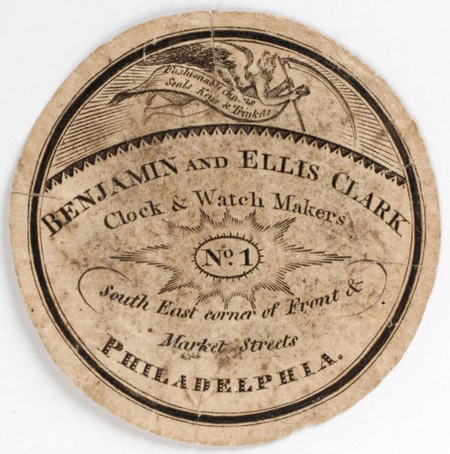 Fashionable Chains
Seals Keys & Trinkets
BENJAMIN AND ELLIS CLARK
Clock & Watch Makers
No. 1
South East corner of Front &
Market Streets
PHILADELPHIA.